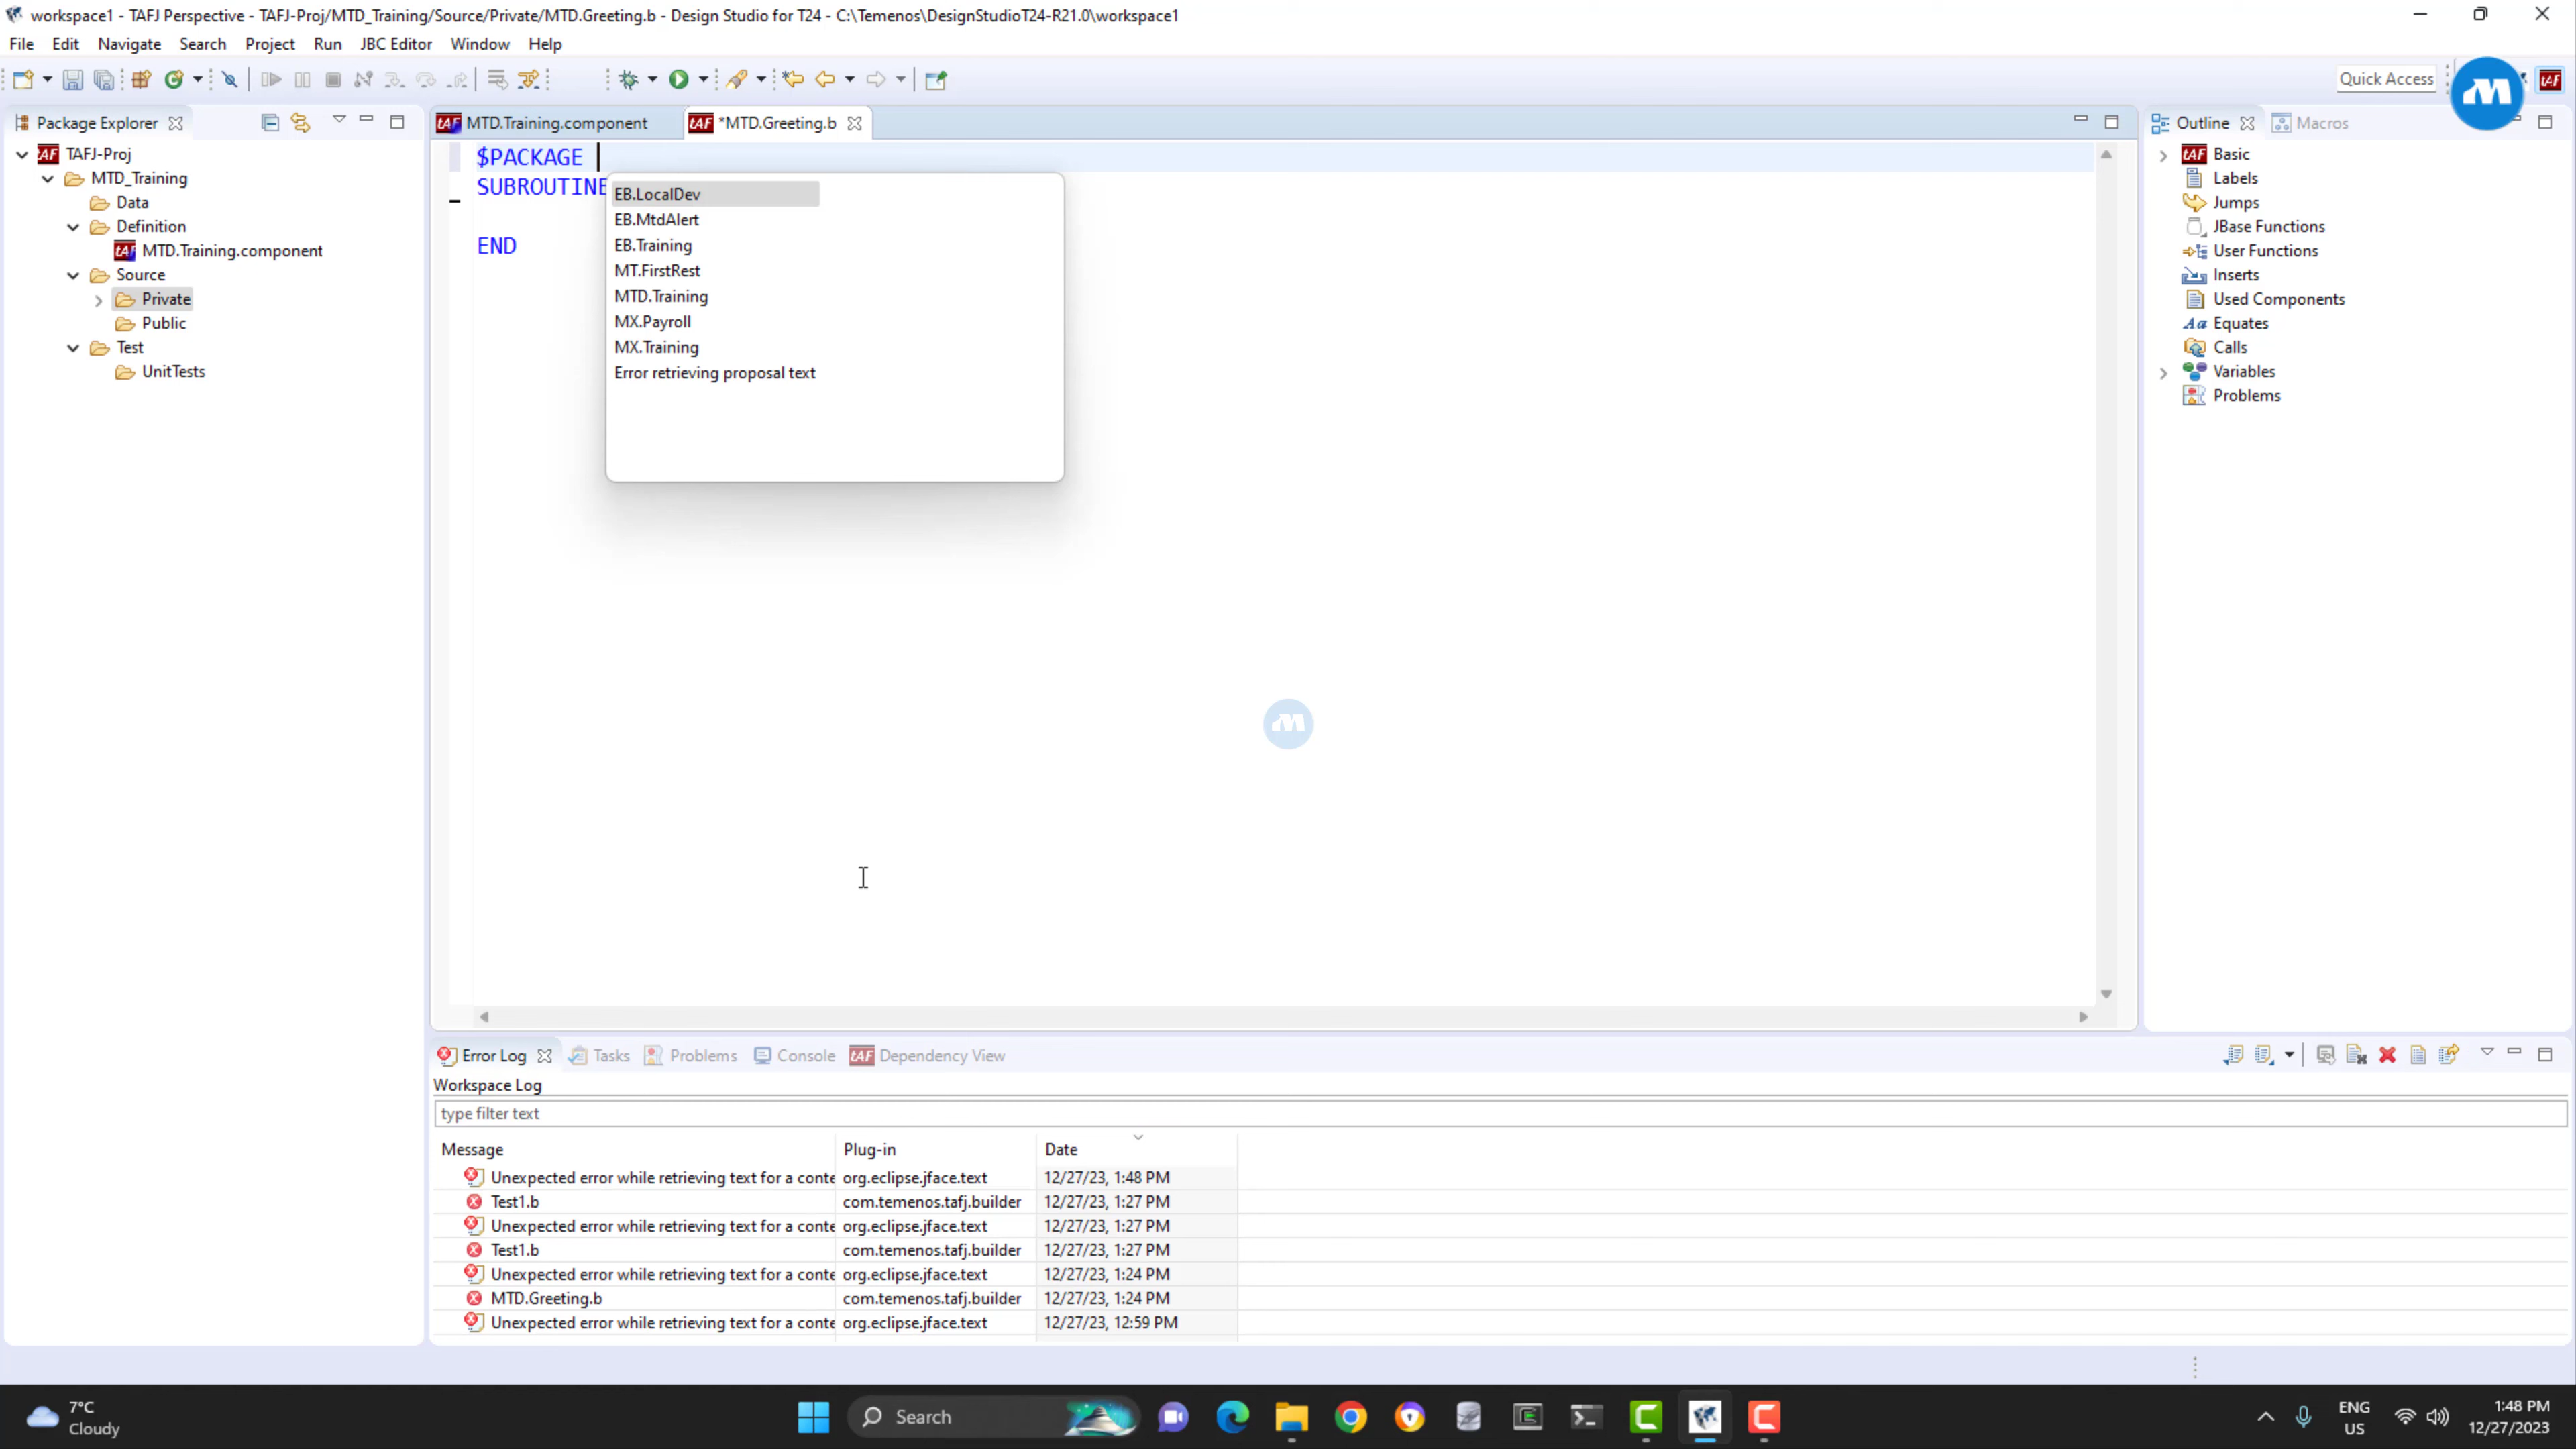 workspace1 - TAFJ Perspective - TAFJ-Proj/MTD_Training/Source/Private/MTD.Greeting.b - Design Studio for T24 - C:\Temenos\DesignStudioT24-R21.0\workspace1
File Edit Navigate Search Project Run JBC Editor Window Help
Quick Access
Package Explorer
TAFJ-Proj
MTD_Training
Data
Definition
MTD.Training.component
Source
Private
Public
Test
UnitTests
MTD.Training.component *MTD.Greeting.b
$PACKAGE
SUBROUTINE
END
EB.LocalDev
EB.MtdAlert
EB.Training
MT.FirstRest
MTD.Training
MX.Payroll
MX.Training
Error retrieving proposal text
Outline Macros
Basic
Labels
Jumps
JBase Functions
User Functions
Inserts
Used Components
Equates
Calls
Variables
Problems
Error Log Tasks Problems Console Dependency View
Workspace Log
type filter text
Message Plug-in Date
Unexpected error while retrieving text for a conte org.eclipse.jface.text 12/27/23, 1:48 PM
Test1.b com.temenos.tafj.builder 12/27/23, 1:27 PM
Unexpected error while retrieving text for a conte org.eclipse.jface.text 12/27/23, 1:27 PM
Test1.b com.temenos.tafj.builder 12/27/23, 1:27 PM
Unexpected error while retrieving text for a conte org.eclipse.jface.text 12/27/23, 1:24 PM
MTD.Greeting.b com.temenos.tafj.builder 12/27/23, 1:24 PM
Unexpected error while retrieving text for a conte org.eclipse.jface.text 12/27/23, 12:59 PM
7°C
Cloudy
Search
ENG
US
1:48 PM
12/27/2023